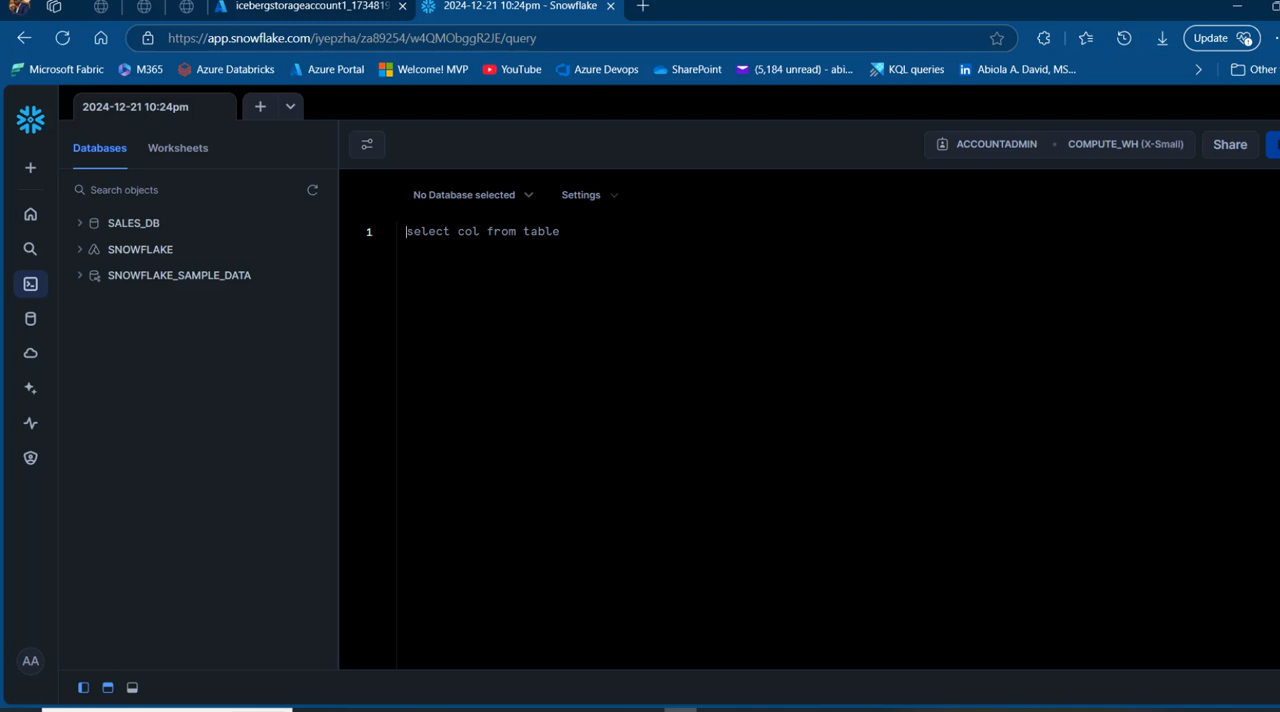 icebergstorageaccount1_1734819
2024-12-21 10:24pm - Snowflake
https://app.snowflake.com/iyepzha/za89254/w4QMObggR2JE/query
Update
Microsoft Fabric
M365
Azure Databricks
Azure Portal
Welcome! MVP
YouTube
Azure Devops
SharePoint
(5,184 unread) - abi...
KQL queries
Abiola A. David, MS...
Other
2024-12-21 10:24pm
Databases
Worksheets
ACCOUNTADMIN
COMPUTE_WH (X-Small)
Share
Search objects
No Database selected
Settings
SALES_DB
SNOWFLAKE
SNOWFLAKE_SAMPLE_DATA
1
select col from table
AA